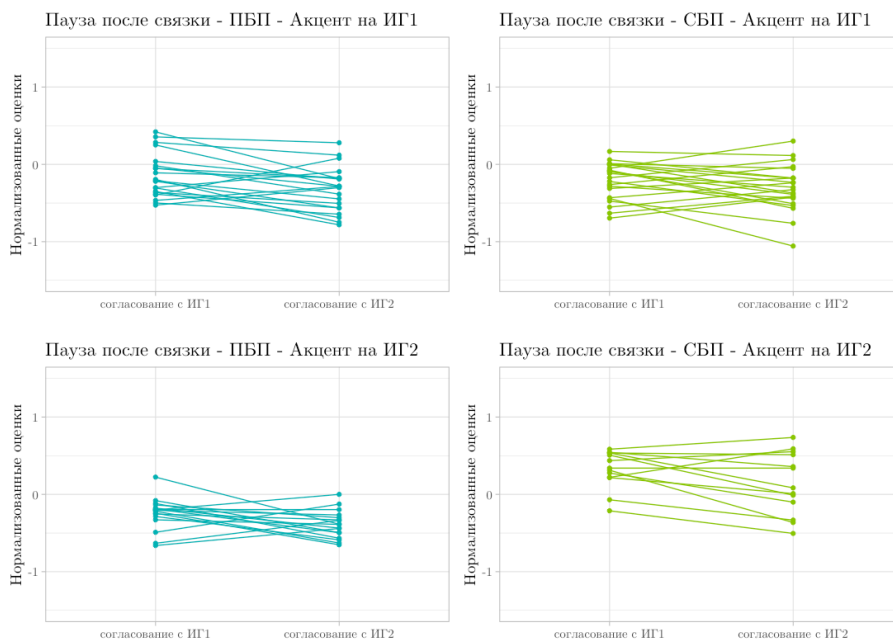 Пауза после связки - ПБП - Акцент на ИГ1
Нормализованные оценки
1
0
-1
согласование с ИГ1
согласование с ИГ2
Пауза после связки - СБП - Акцент на ИГ1
Нормализованные оценки
1
0
-1
согласование с ИГ1
согласование с ИГ2
Пауза после связки - ПБП - Акцент на ИГ2
Нормализованные оценки
1
0
-1
согласование с ИГ1
согласование с ИГ2
Пауза после связки - СБП - Акцент на ИГ2
Нормализованные оценки
1
0
-1
согласование с ИГ1
согласование с ИГ2